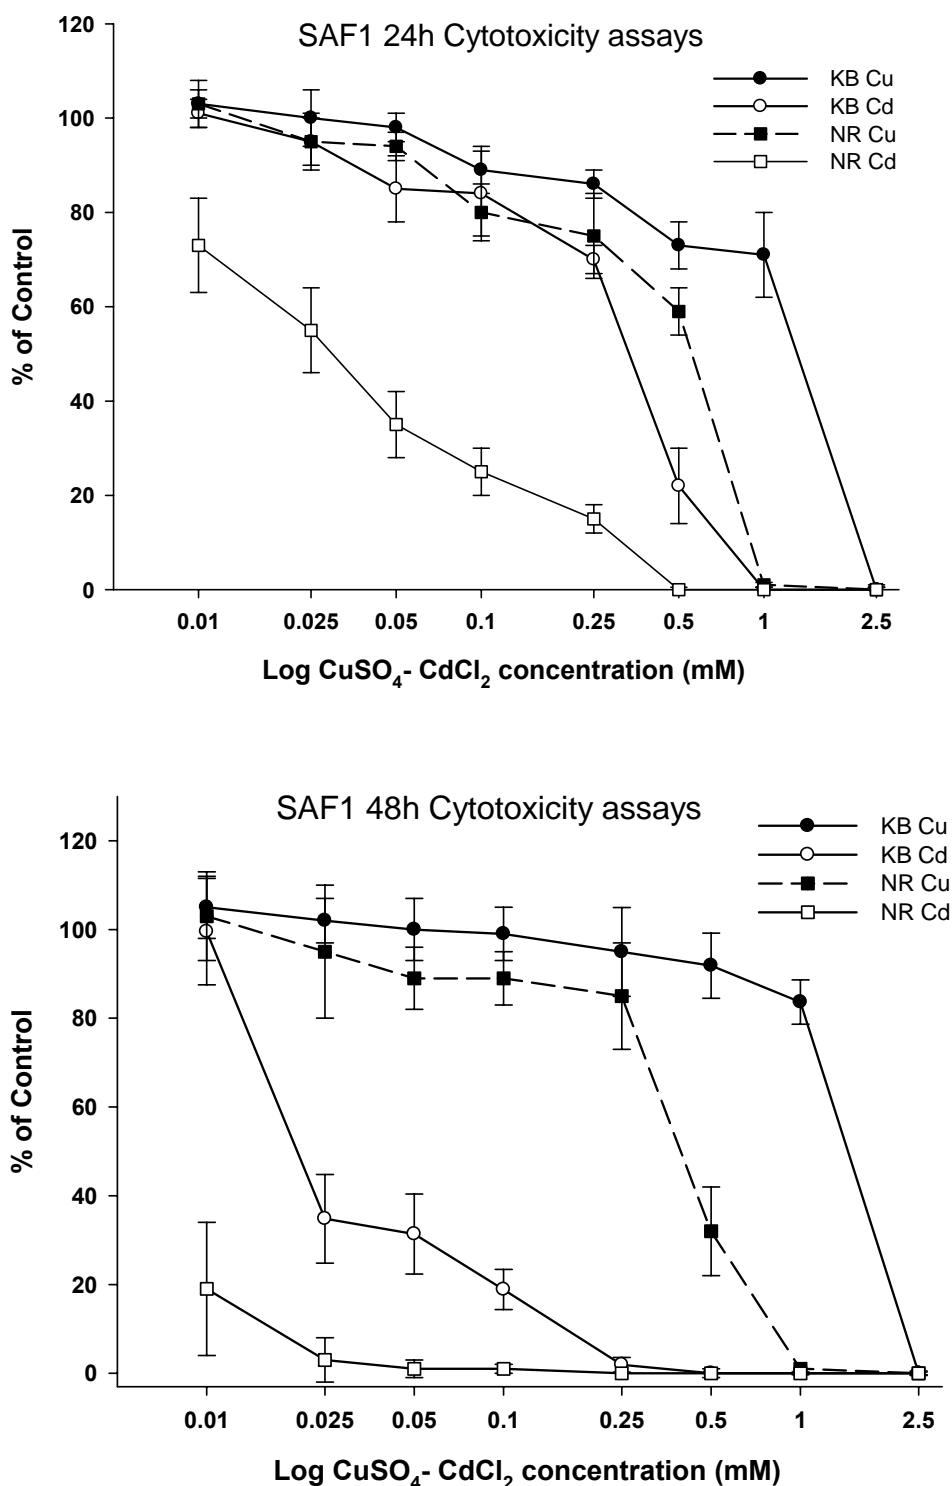 SAF1 24h Cytotoxicity assays
KB Cu
KB Cd
NR Cu
NR Cd
% of Control
120
100
80
60
40
20
0
0.01 0.025 0.05 0.1 0.25 0.5 1 2.5
Log CuSO₄- CdCl₂ concentration (mM)
SAF1 48h Cytotoxicity assays
KB Cu
KB Cd
NR Cu
NR Cd
% of Control
120
100
80
60
40
20
0
0.01 0.025 0.05 0.1 0.25 0.5 1 2.5
Log CuSO₄- CdCl₂ concentration (mM)